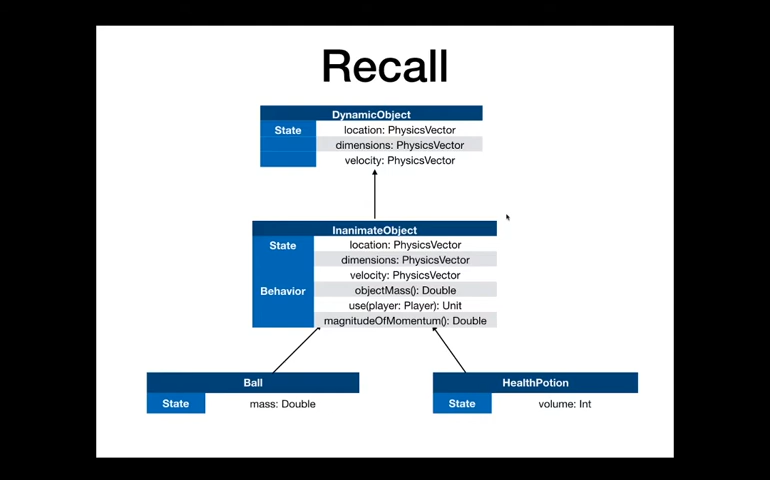 Recall
DynamicObject
State location: PhysicsVector
dimensions: PhysicsVector
velocity: PhysicsVector
InanimateObject
State location: PhysicsVector
dimensions: PhysicsVector
velocity: PhysicsVector
Behavior objectMass(): Double
use(player: Player): Unit
magnitudeOfMomentum(): Double
Ball
State mass: Double
HealthPotion
State volume: Int